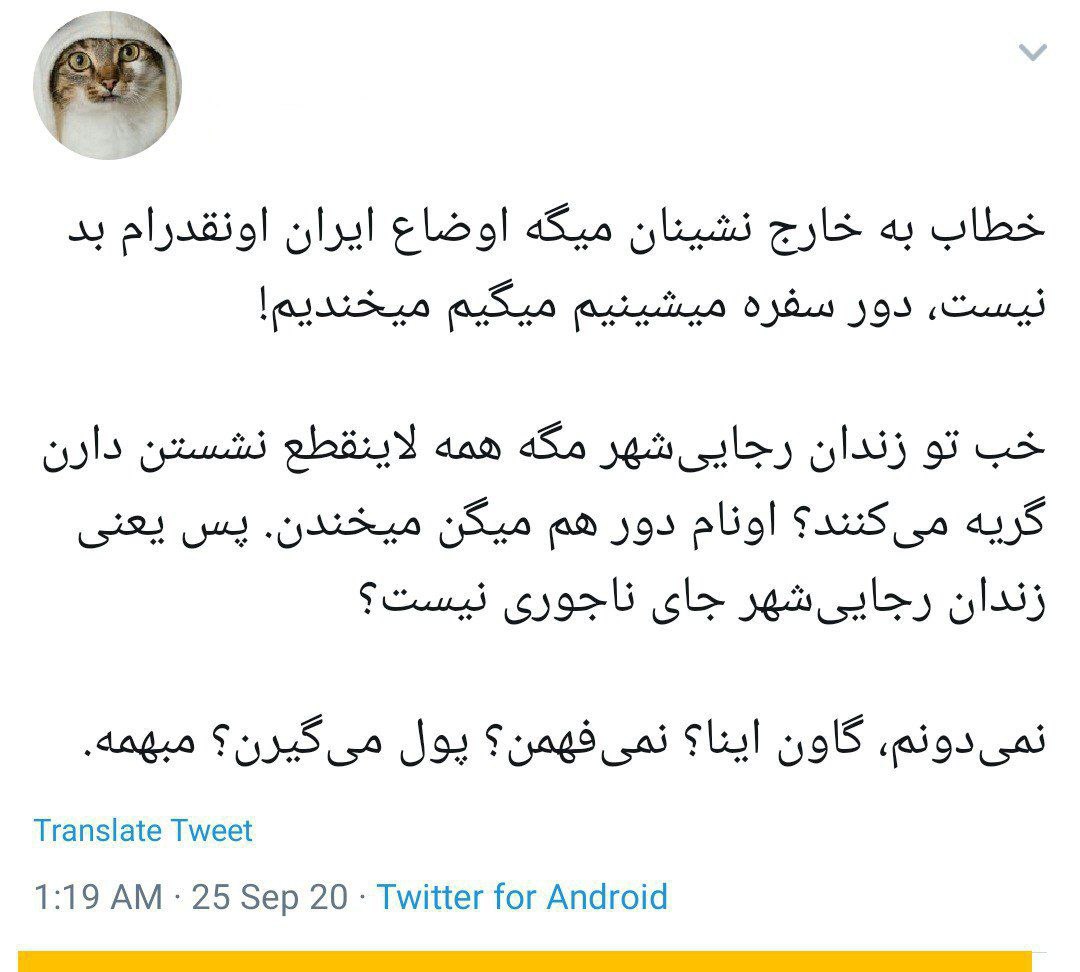 خطاب به خارج نشینان میگه اوضاع ایران اونقدرام بد
نیست، دور سفره میشینیم میگیم میخندیم!
خب تو زندان رجایی‌شهر مگه همه لاینقطع نشستن دارن
گریه می‌کنند؟ اونام دور هم میگن میخندن. پس یعنی
زندان رجایی‌شهر جای ناجوری نیست؟
نمی‌دونم، گاون اینا؟ نمی‌فهمن؟ پول می‌گیرن؟ مبهمه.
Translate Tweet
1:19 AM · 25 Sep 20 · Twitter for Android